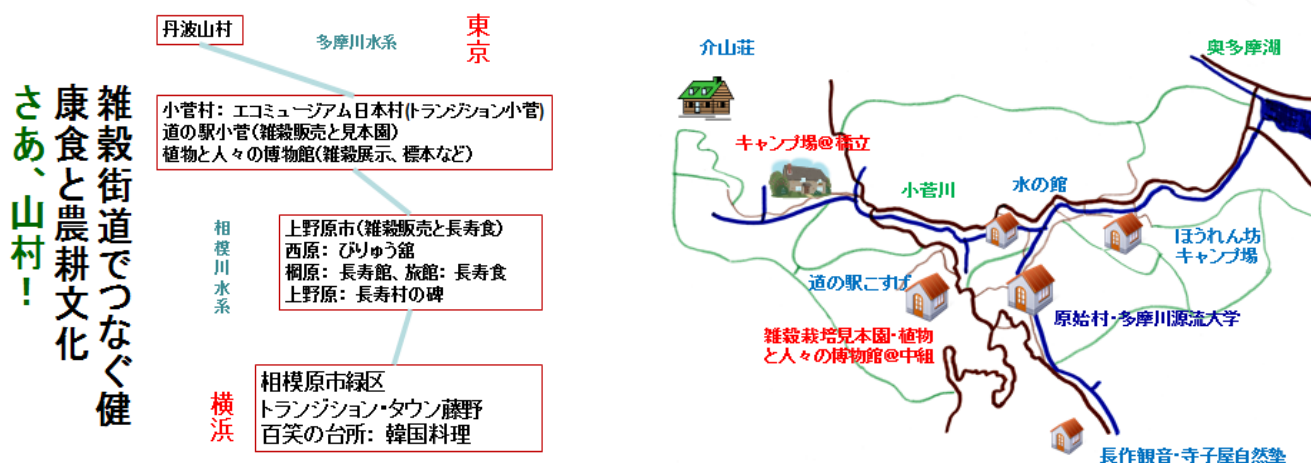 雑穀街道でつなぐ健
康食と農耕文化
さあ、山村！
丹波山村
多摩川水系
東京
小菅村：エコミュージアム日本村(トランジション小菅)
道の駅小菅(雑穀販売と見本園)
植物と人々の博物館(雑穀展示、標本など)
相模川水系
上野原市(雑穀販売と長寿食)
西原：びりゅう舘
棡原：長寿館、旅館：長寿食
上野原：長寿村の碑
横浜
相模原市緑区
トランジション・タウン藤野
百笑の台所：韓国料理
介山荘
奥多摩湖
キャンプ場@橋立
小菅川
水の館
ほうれん坊
キャンプ場
道の駅こすげ
原始村・多摩川源流大学
雑穀栽培見本園・植物
と人々の博物館@中組
長作観音・寺子屋自然塾